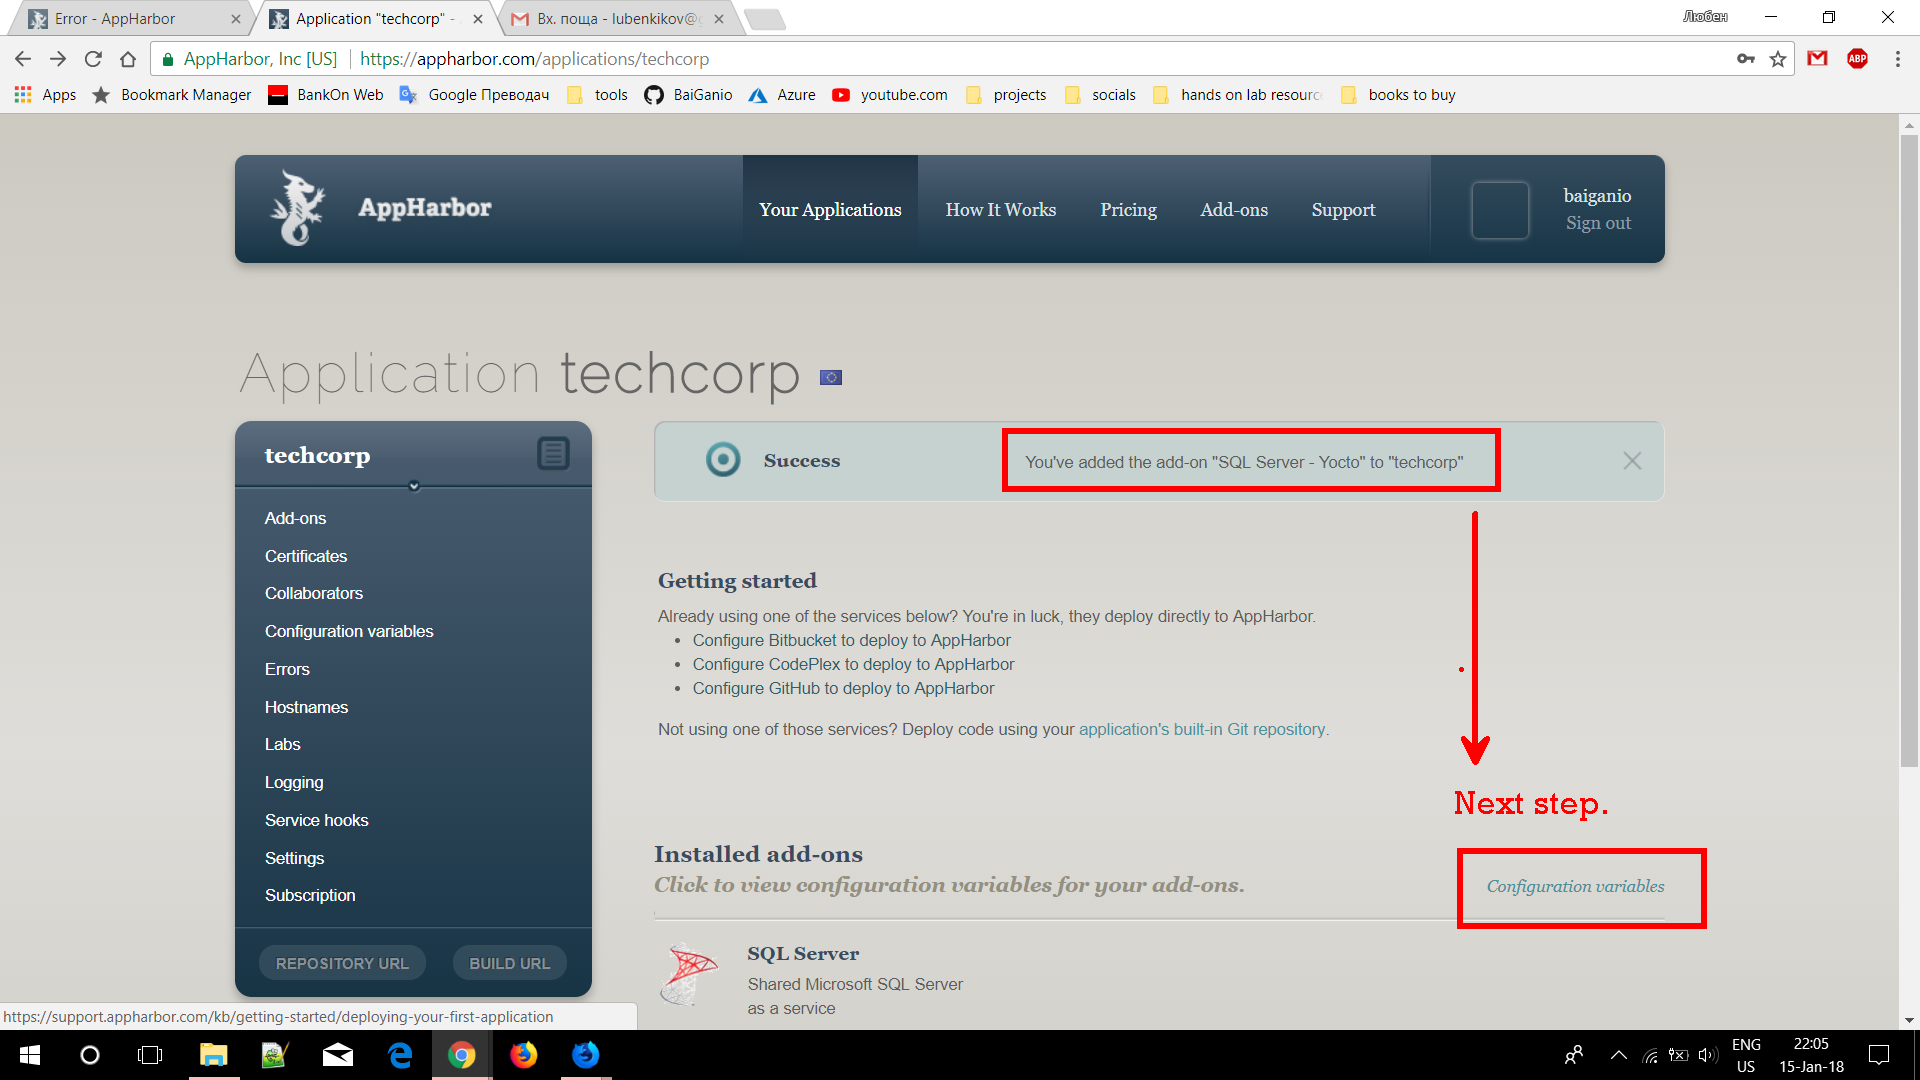 Error - AppHarbor
Application "techcorp" -
Вх. поща - lubenkikov@
Любен
AppHarbor, Inc [US]
https://appharbor.com/applications/techcorp
ABP
Apps
Bookmark Manager
BankOn Web
Google Преводач
tools
BaiGanio
Azure
youtube.com
projects
socials
hands on lab resourc
books to buy
AppHarbor
Your Applications
How It Works
Pricing
Add-ons
Support
baiganio
Sign out
Application techcorp
techcorp
Add-ons
Certificates
Collaborators
Configuration variables
Errors
Hostnames
Labs
Logging
Service hooks
Settings
Subscription
REPOSITORY URL
BUILD URL
Success
You've added the add-on "SQL Server - Yocto" to "techcorp"
Getting started
Already using one of the services below? You're in luck, they deploy directly to AppHarbor.
• Configure Bitbucket to deploy to AppHarbor
• Configure CodePlex to deploy to AppHarbor
• Configure GitHub to deploy to AppHarbor
Not using one of those services? Deploy code using your application's built-in Git repository.
Next step.
Installed add-ons
Click to view configuration variables for your add-ons.
Configuration variables
SQL Server
Shared Microsoft SQL Server
as a service
https://support.appharbor.com/kb/getting-started/deploying-your-first-application
ENG
US
22:05
15-Jan-18